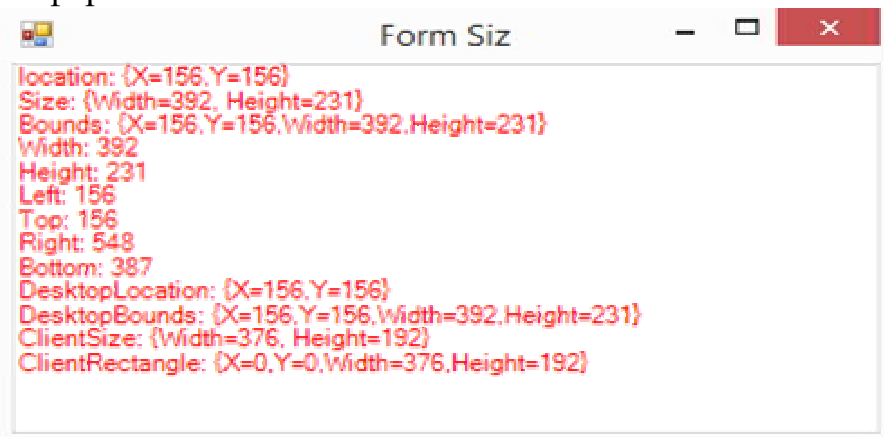 Form Siz
location: {X=156,Y=156}
Size: {Width=392, Height=231}
Bounds: {X=156,Y=156,Width=392,Height=231}
Width: 392
Height: 231
Left: 156
Top: 156
Right: 548
Bottom: 387
DesktopLocation: {X=156,Y=156}
DesktopBounds: {X=156,Y=156,Width=392,Height=231}
ClientSize: {Width=376, Height=192}
ClientRectangle: {X=0,Y=0,Width=376,Height=192}